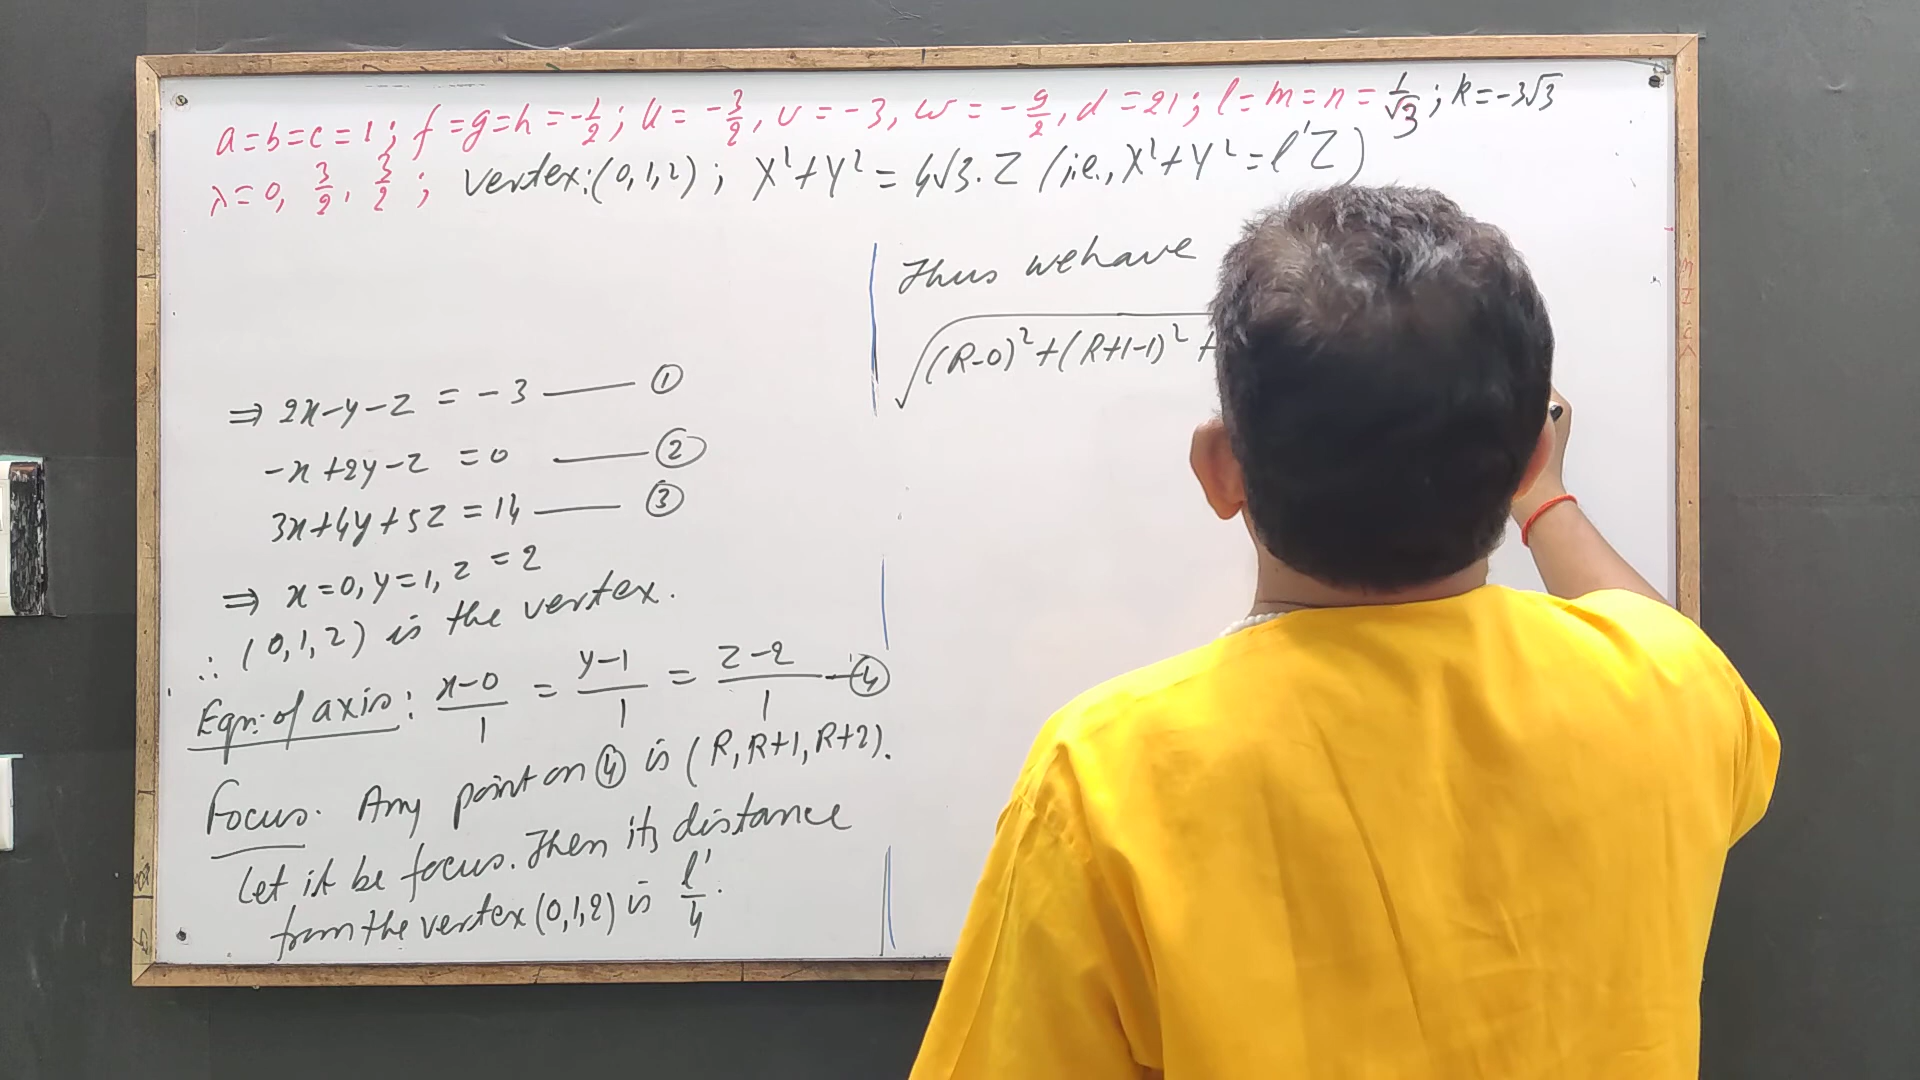 a=b=c=1; f=g=h=-1/2; u=-3/2, v=-3, w=-9/2, d=21; l=m=n=1/√3; k=-3√3
λ=0, 3/2, 3/2; vertex:(0,1,2); X²+Y²=4√3.Z (i.e., X²+Y²=l'Z)
⇒ 2x-y-z = -3 —— ①
-x+2y-z = 0 —— ②
3x+4y+5z = 14 —— ③
⇒ x=0, y=1, z=2
∴ (0,1,2) is the vertex.
Eqn: of axis: (x-0)/1 = (y-1)/1 = (z-2)/1 — ④
Focus. Any point on ④ is (R, R+1, R+2).
Let it be focus. Then its distance
from the vertex (0,1,2) is l'/4.
Thus we have
√(R-0)²+(R+1-1)²+